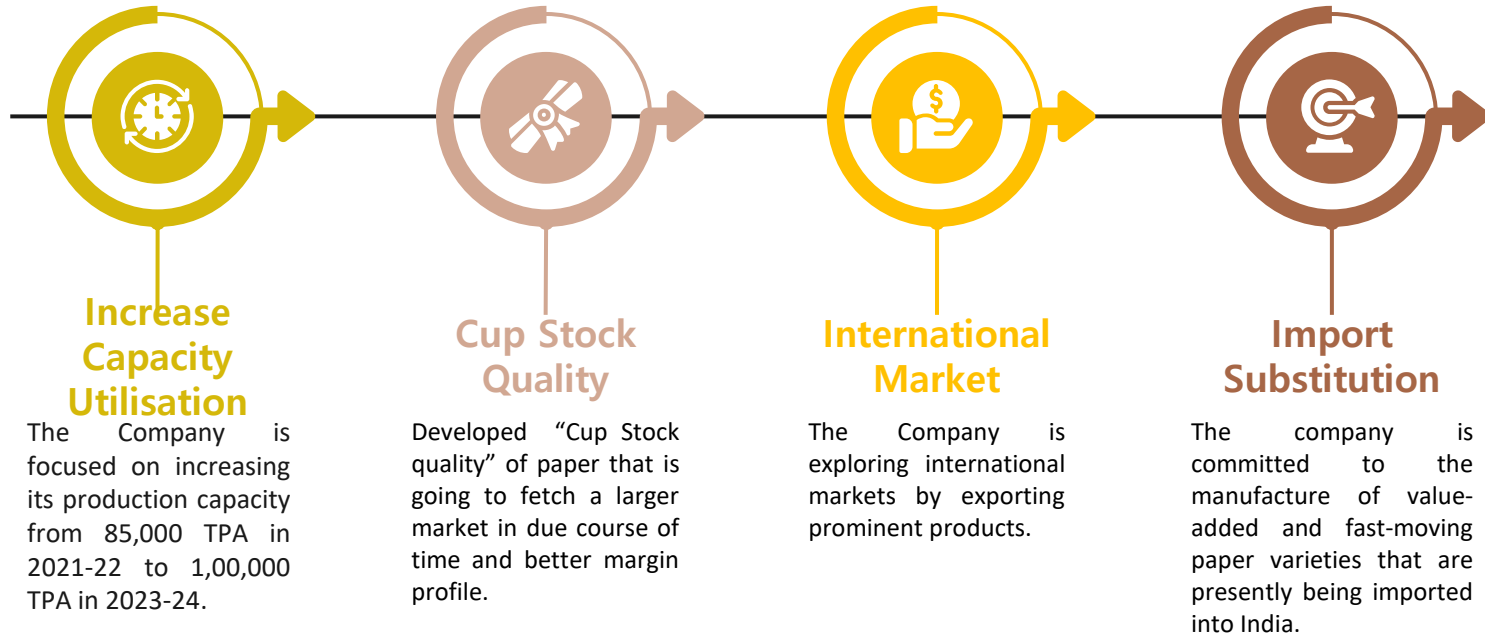 Increase
Capacity
Utilisation
The Company is
focused on increasing
its production capacity
from 85,000 TPA in
2021-22 to 1,00,000
TPA in 2023-24.
Cup Stock
Quality
Developed “Cup Stock
quality” of paper that is
going to fetch a larger
market in due course of
time and better margin
profile.
$
International
Market
The Company is
exploring international
markets by exporting
prominent products.
Import
Substitution
The company is
committed to the
manufacture of value-
added and fast-moving
paper varieties that are
presently being imported
into India.